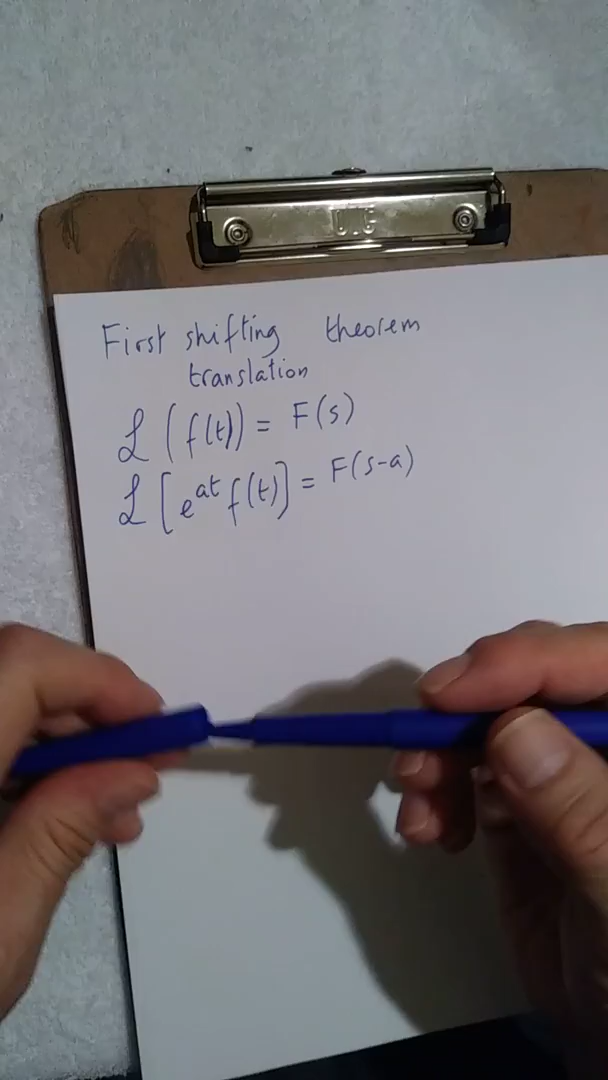 First shifting theorem
translation
ℒ (f(t)) = F(s)
ℒ [e^{at} f(t)] = F(s-a)